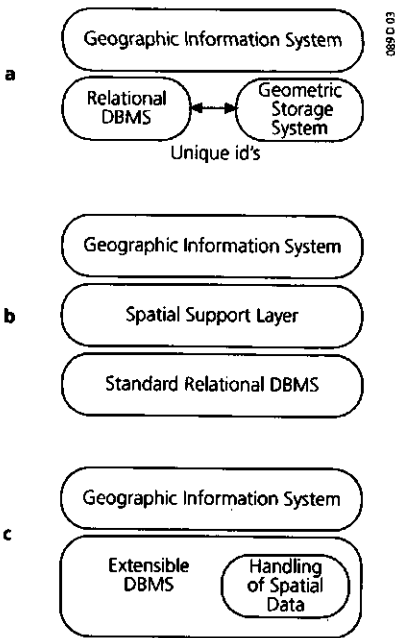 089 D 03
Geographic Information System
a
Relational
DBMS
Geometric
Storage
System
Unique id's
Geographic Information System
b
Spatial Support Layer
Standard Relational DBMS
Geographic Information System
c
Extensible
DBMS
Handling
of Spatial
Data